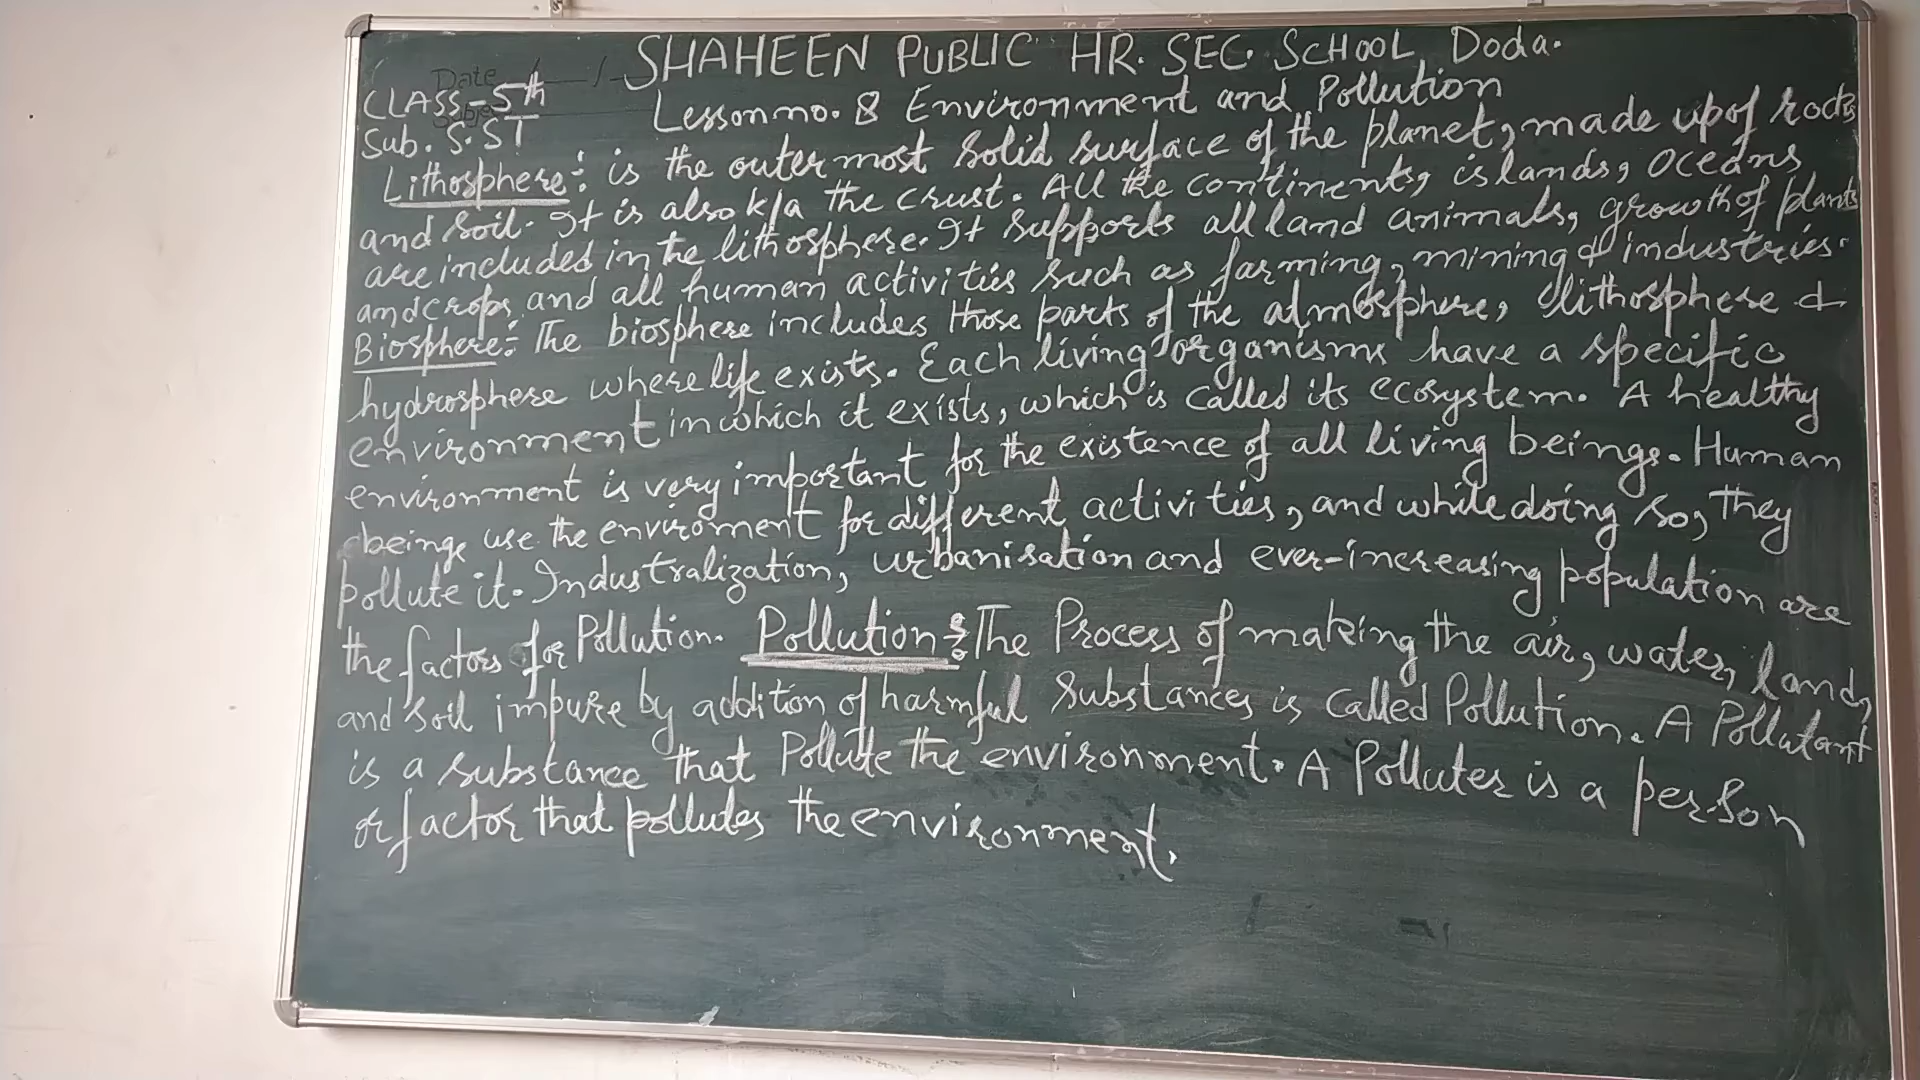 SHAHEEN PUBLIC HR. SEC. SCHOOL, Doda.
Date / /
CLASS - 5th
Lesson no. 8 Environment and Pollution
Sub. S.ST
Lithosphere:- is the outermost solid surface of the planet, made up of rocks
and soil. It is also k/a the crust. All the continents, islands, oceans
are included in the lithosphere. It supports all land animals, growth of plants
and crops, and all human activities such as farming, mining & industries.
Biosphere:- The biosphere includes those parts of the atmosphere, lithosphere &
hydrosphere where life exists. Each living organisms have a specific
environment in which it exists, which is called its ecosystem. A healthy
environment is very important for the existence of all living beings. Human
beings use the enviroment for different activities, and while doing so, they
pollute it. Industralization, urbanisation and ever-increasing population are
the factors for Pollution. Pollution:- The Process of making the air, water, land,
and soil impure by addition of harmful substances is called Pollution. A Pollutant
is a substance that Pollute the environment. A Polluter is a person
or factor that pollutes the environment.